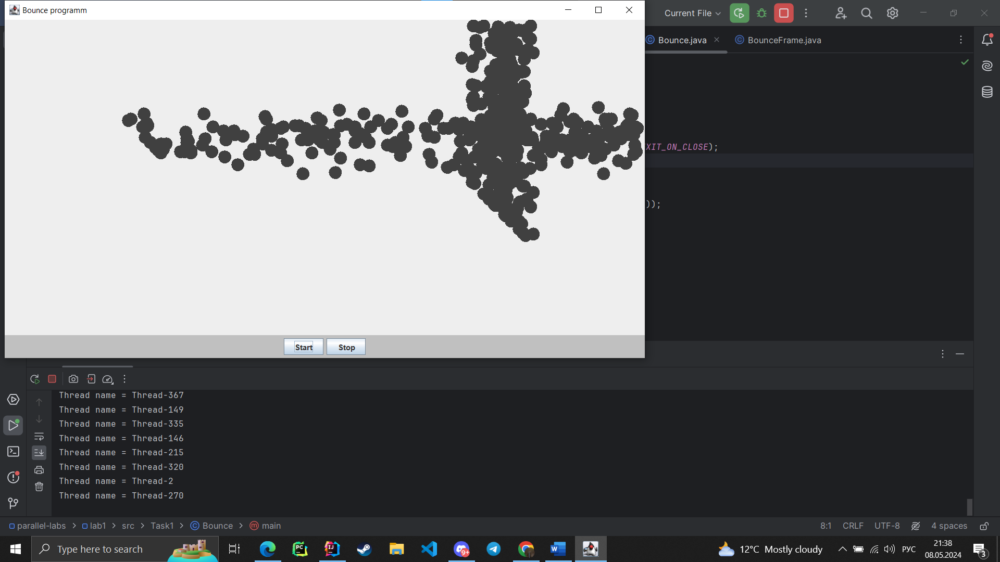 Bounce programm
Current File
Bounce.java
BounceFrame.java
XIT_ON_CLOSE);
));
Start
Stop
Thread name = Thread-367
Thread name = Thread-149
Thread name = Thread-335
Thread name = Thread-146
Thread name = Thread-215
Thread name = Thread-320
Thread name = Thread-2
Thread name = Thread-270
parallel-labs > lab1 > src > Task1 > Bounce > main
8:1 CRLF UTF-8 4 spaces
Type here to search
PC
IJ
9+
W
12°C Mostly cloudy
РУС
21:38
08.05.2024
3